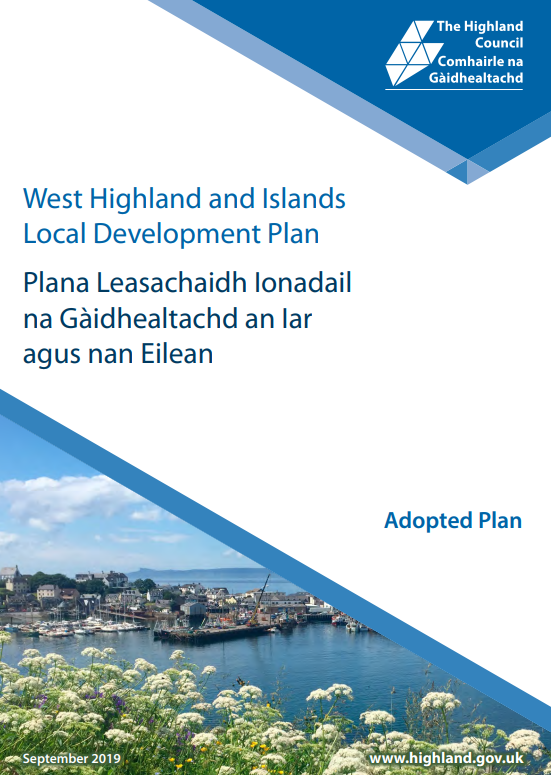 The Highland
Council
Comhairle na
Gàidhealtachd
West Highland and Islands
Local Development Plan
Plana Leasachaidh Ionadail
na Gàidhealtachd an Iar
agus nan Eilean
Adopted Plan
September 2019
www.highland.gov.uk